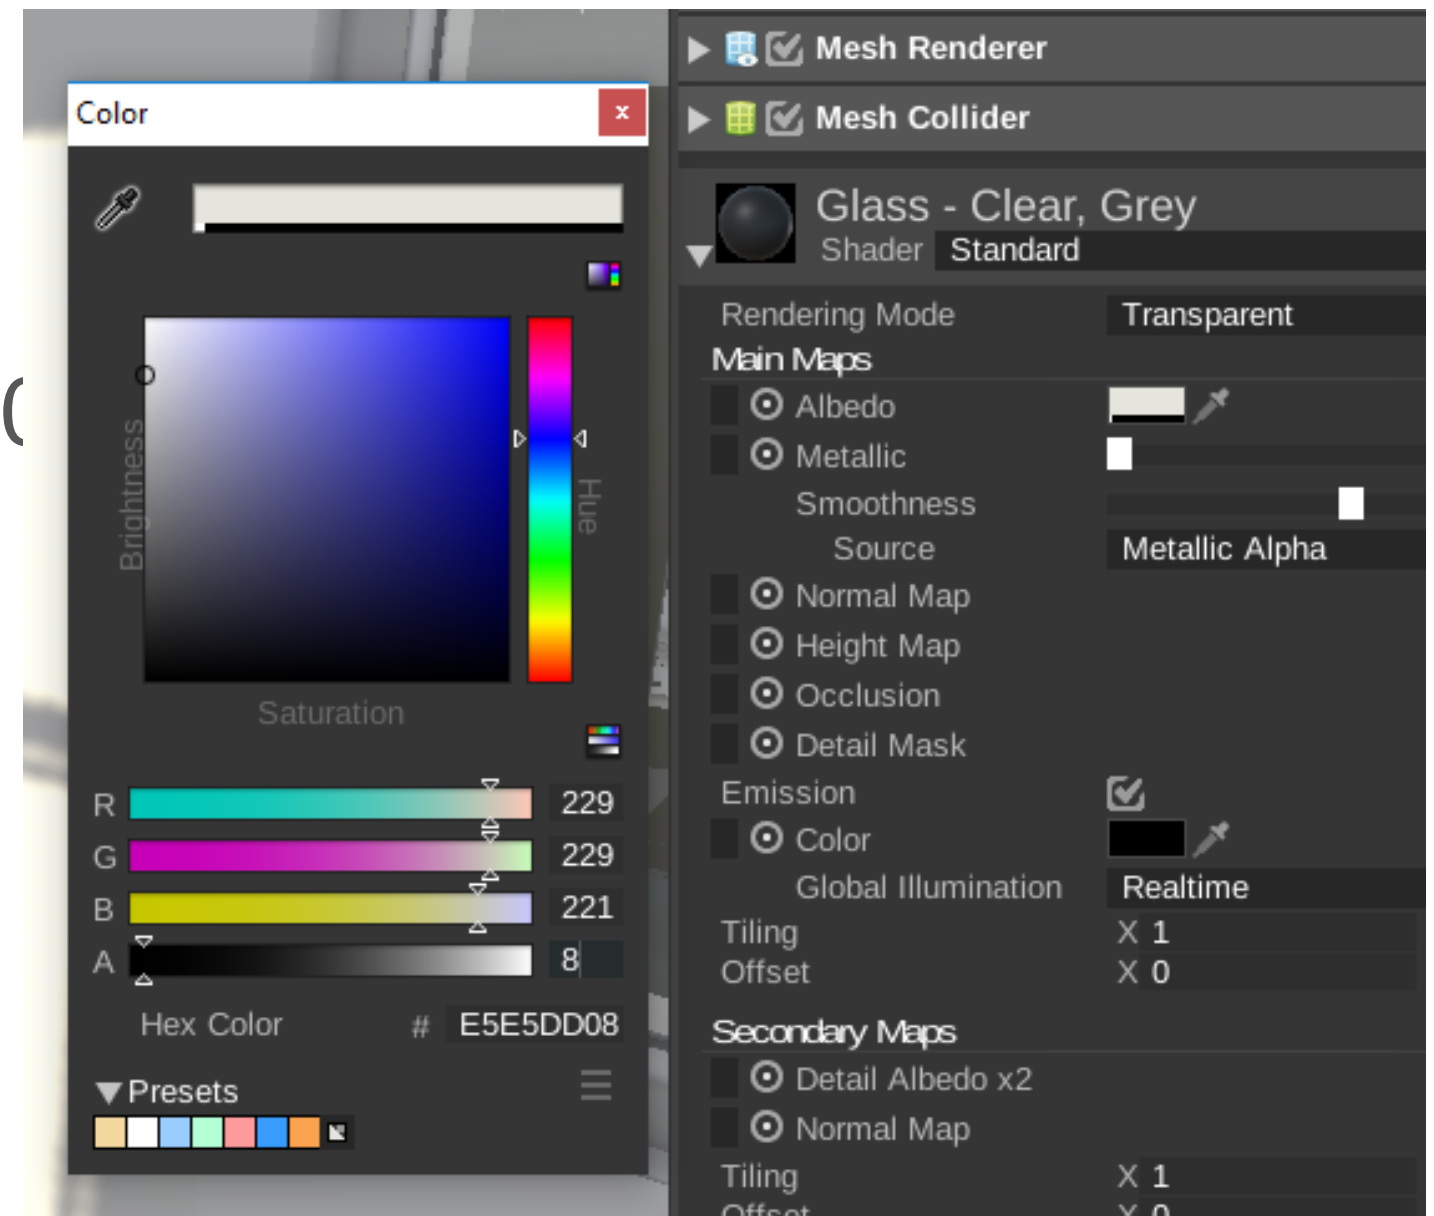 Color
x
Brightness
Hue
Saturation
R 229
G 229
B 221
A 8
Hex Color # E5E5DD08
Presets
Mesh Renderer
Mesh Collider
Glass - Clear, Grey
Shader Standard
Rendering Mode Transparent
Main Maps
Albedo
Metallic
Smoothness
Source Metallic Alpha
Normal Map
Height Map
Occlusion
Detail Mask
Emission
Color
Global Illumination Realtime
Tiling X 1
Offset X 0
Secondary Maps
Detail Albedo x2
Normal Map
Tiling X 1
Offset X 0